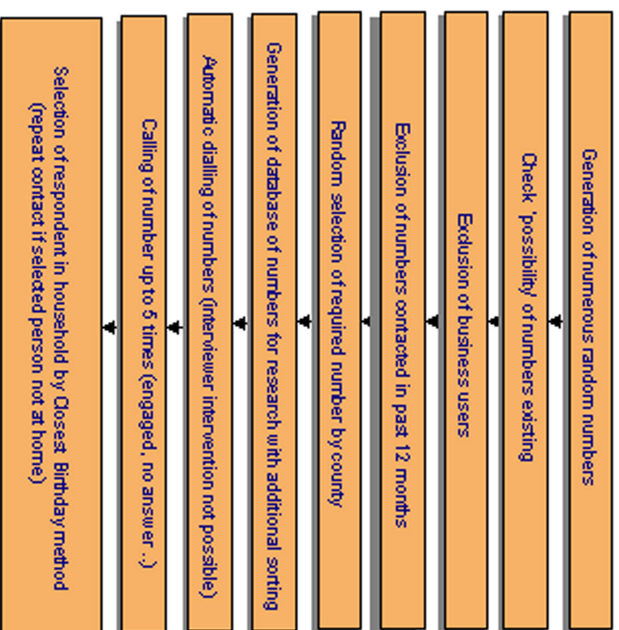 Generation of numerous random numbers
Check 'possibility' of numbers existing
Exclusion of business users
Exclusion of numbers contacted in past 12 months
Random selection of required number by county
Generation of database of numbers for research with additional sorting
Automatic dialling of numbers (interviewer intervention not possible)
Calling of number up to 5 times (engaged, no answer ..)
Selection of respondent in household by Closest Birthday method
(repeat contact if selected person not at home)